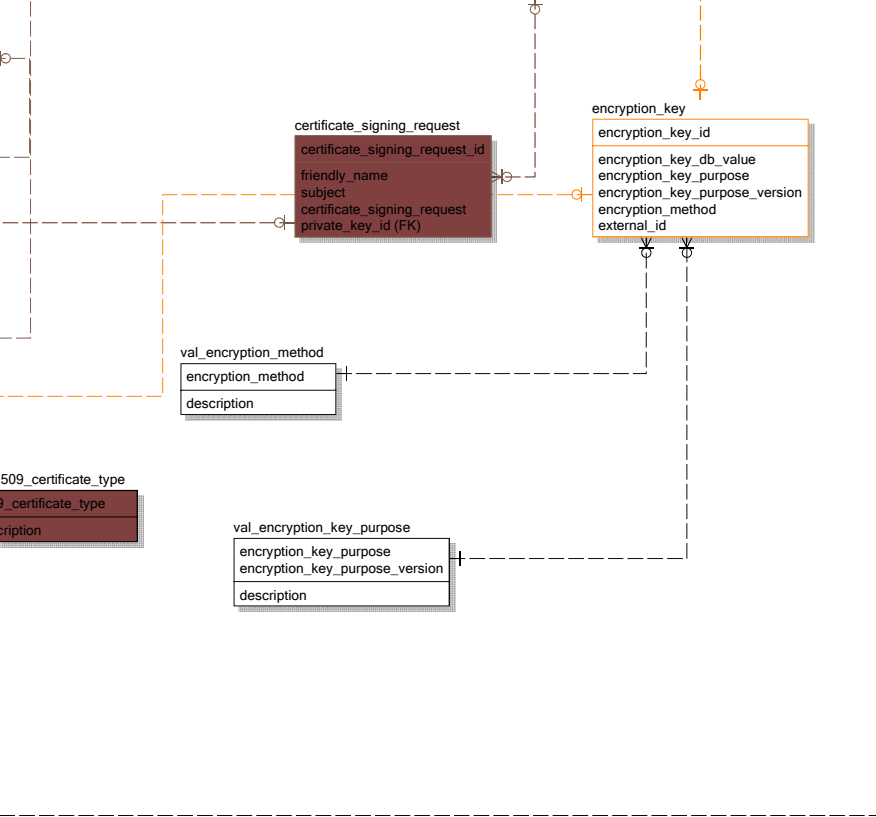 encryption_key
encryption_key_id
encryption_key_db_value
encryption_key_purpose
encryption_key_purpose_version
encryption_method
external_id
certificate_signing_request
certificate_signing_request_id
friendly_name
subject
certificate_signing_request
private_key_id (FK)
val_encryption_method
encryption_method
description
509_certificate_type
9_certificate_type
cription
val_encryption_key_purpose
encryption_key_purpose
encryption_key_purpose_version
description